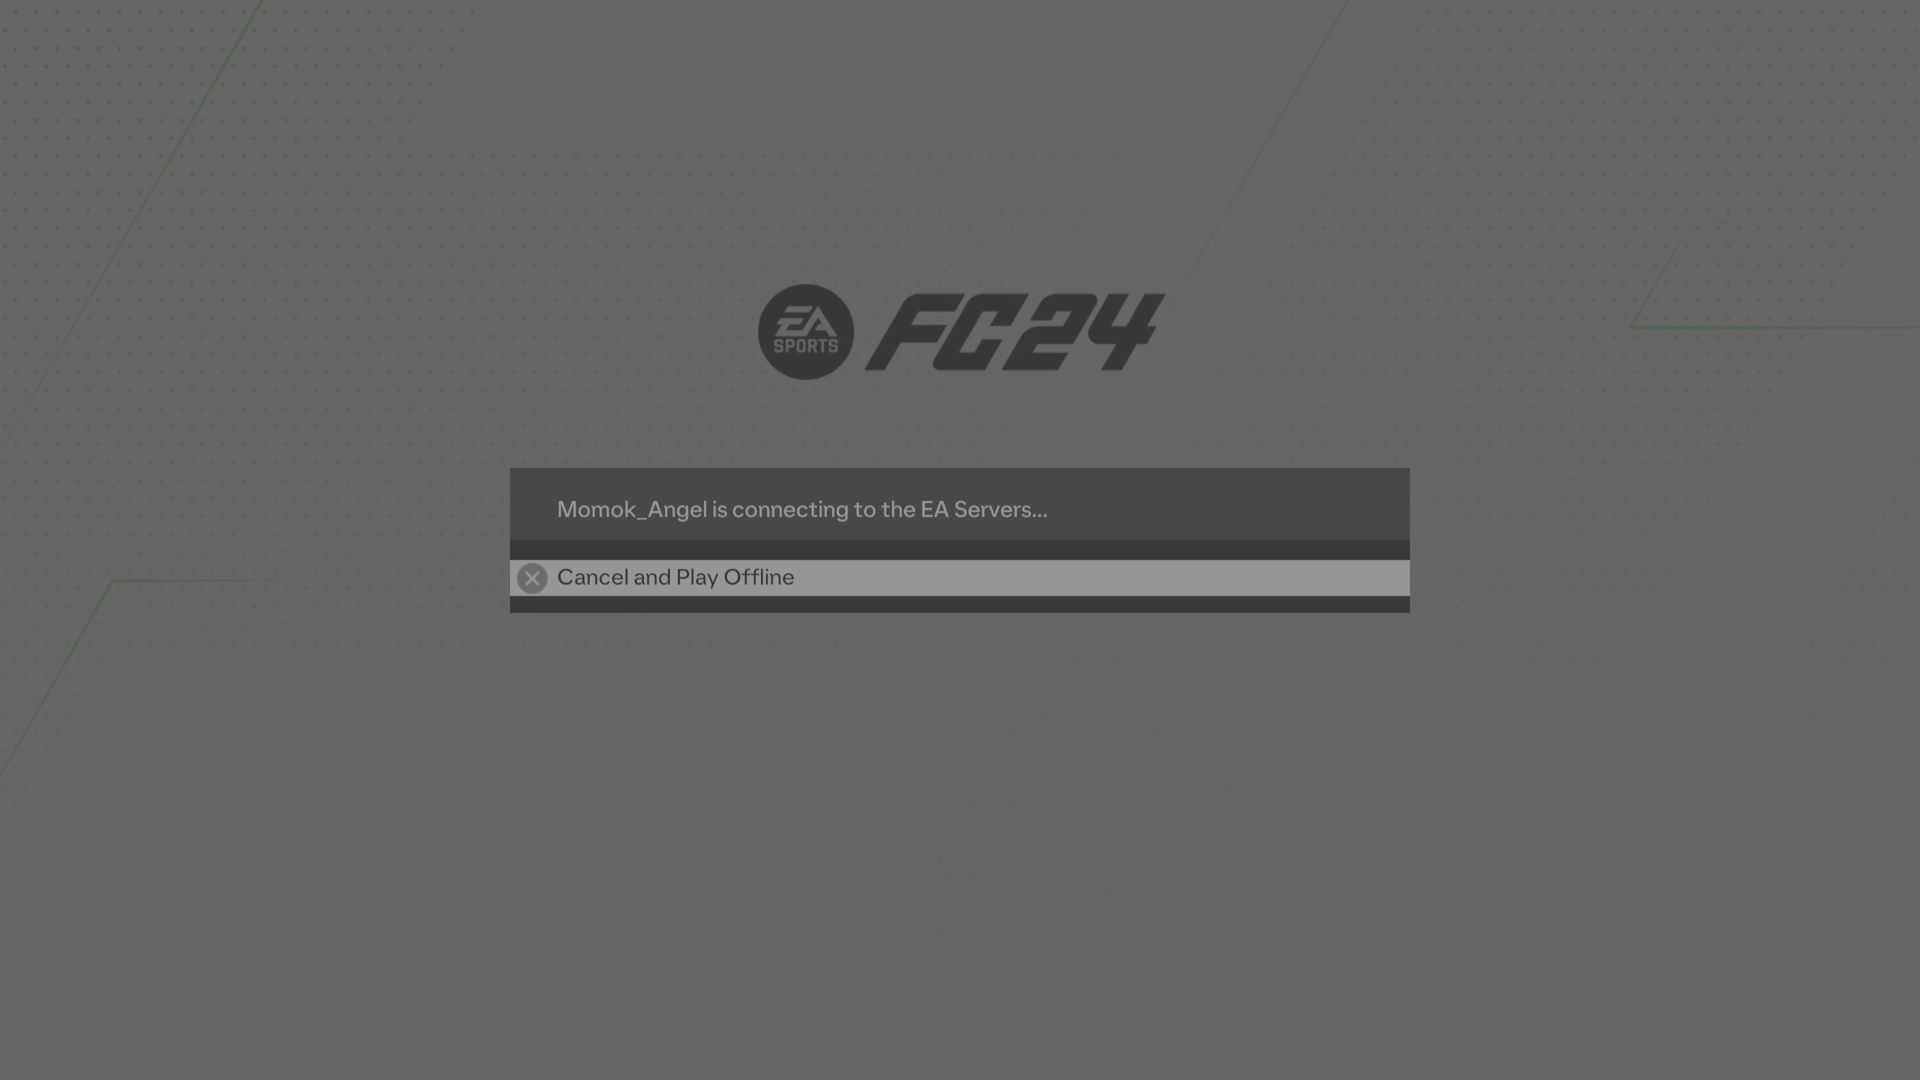 EA
SPORTS
FC24
Momok_Angel is connecting to the EA Servers...
Cancel and Play Offline